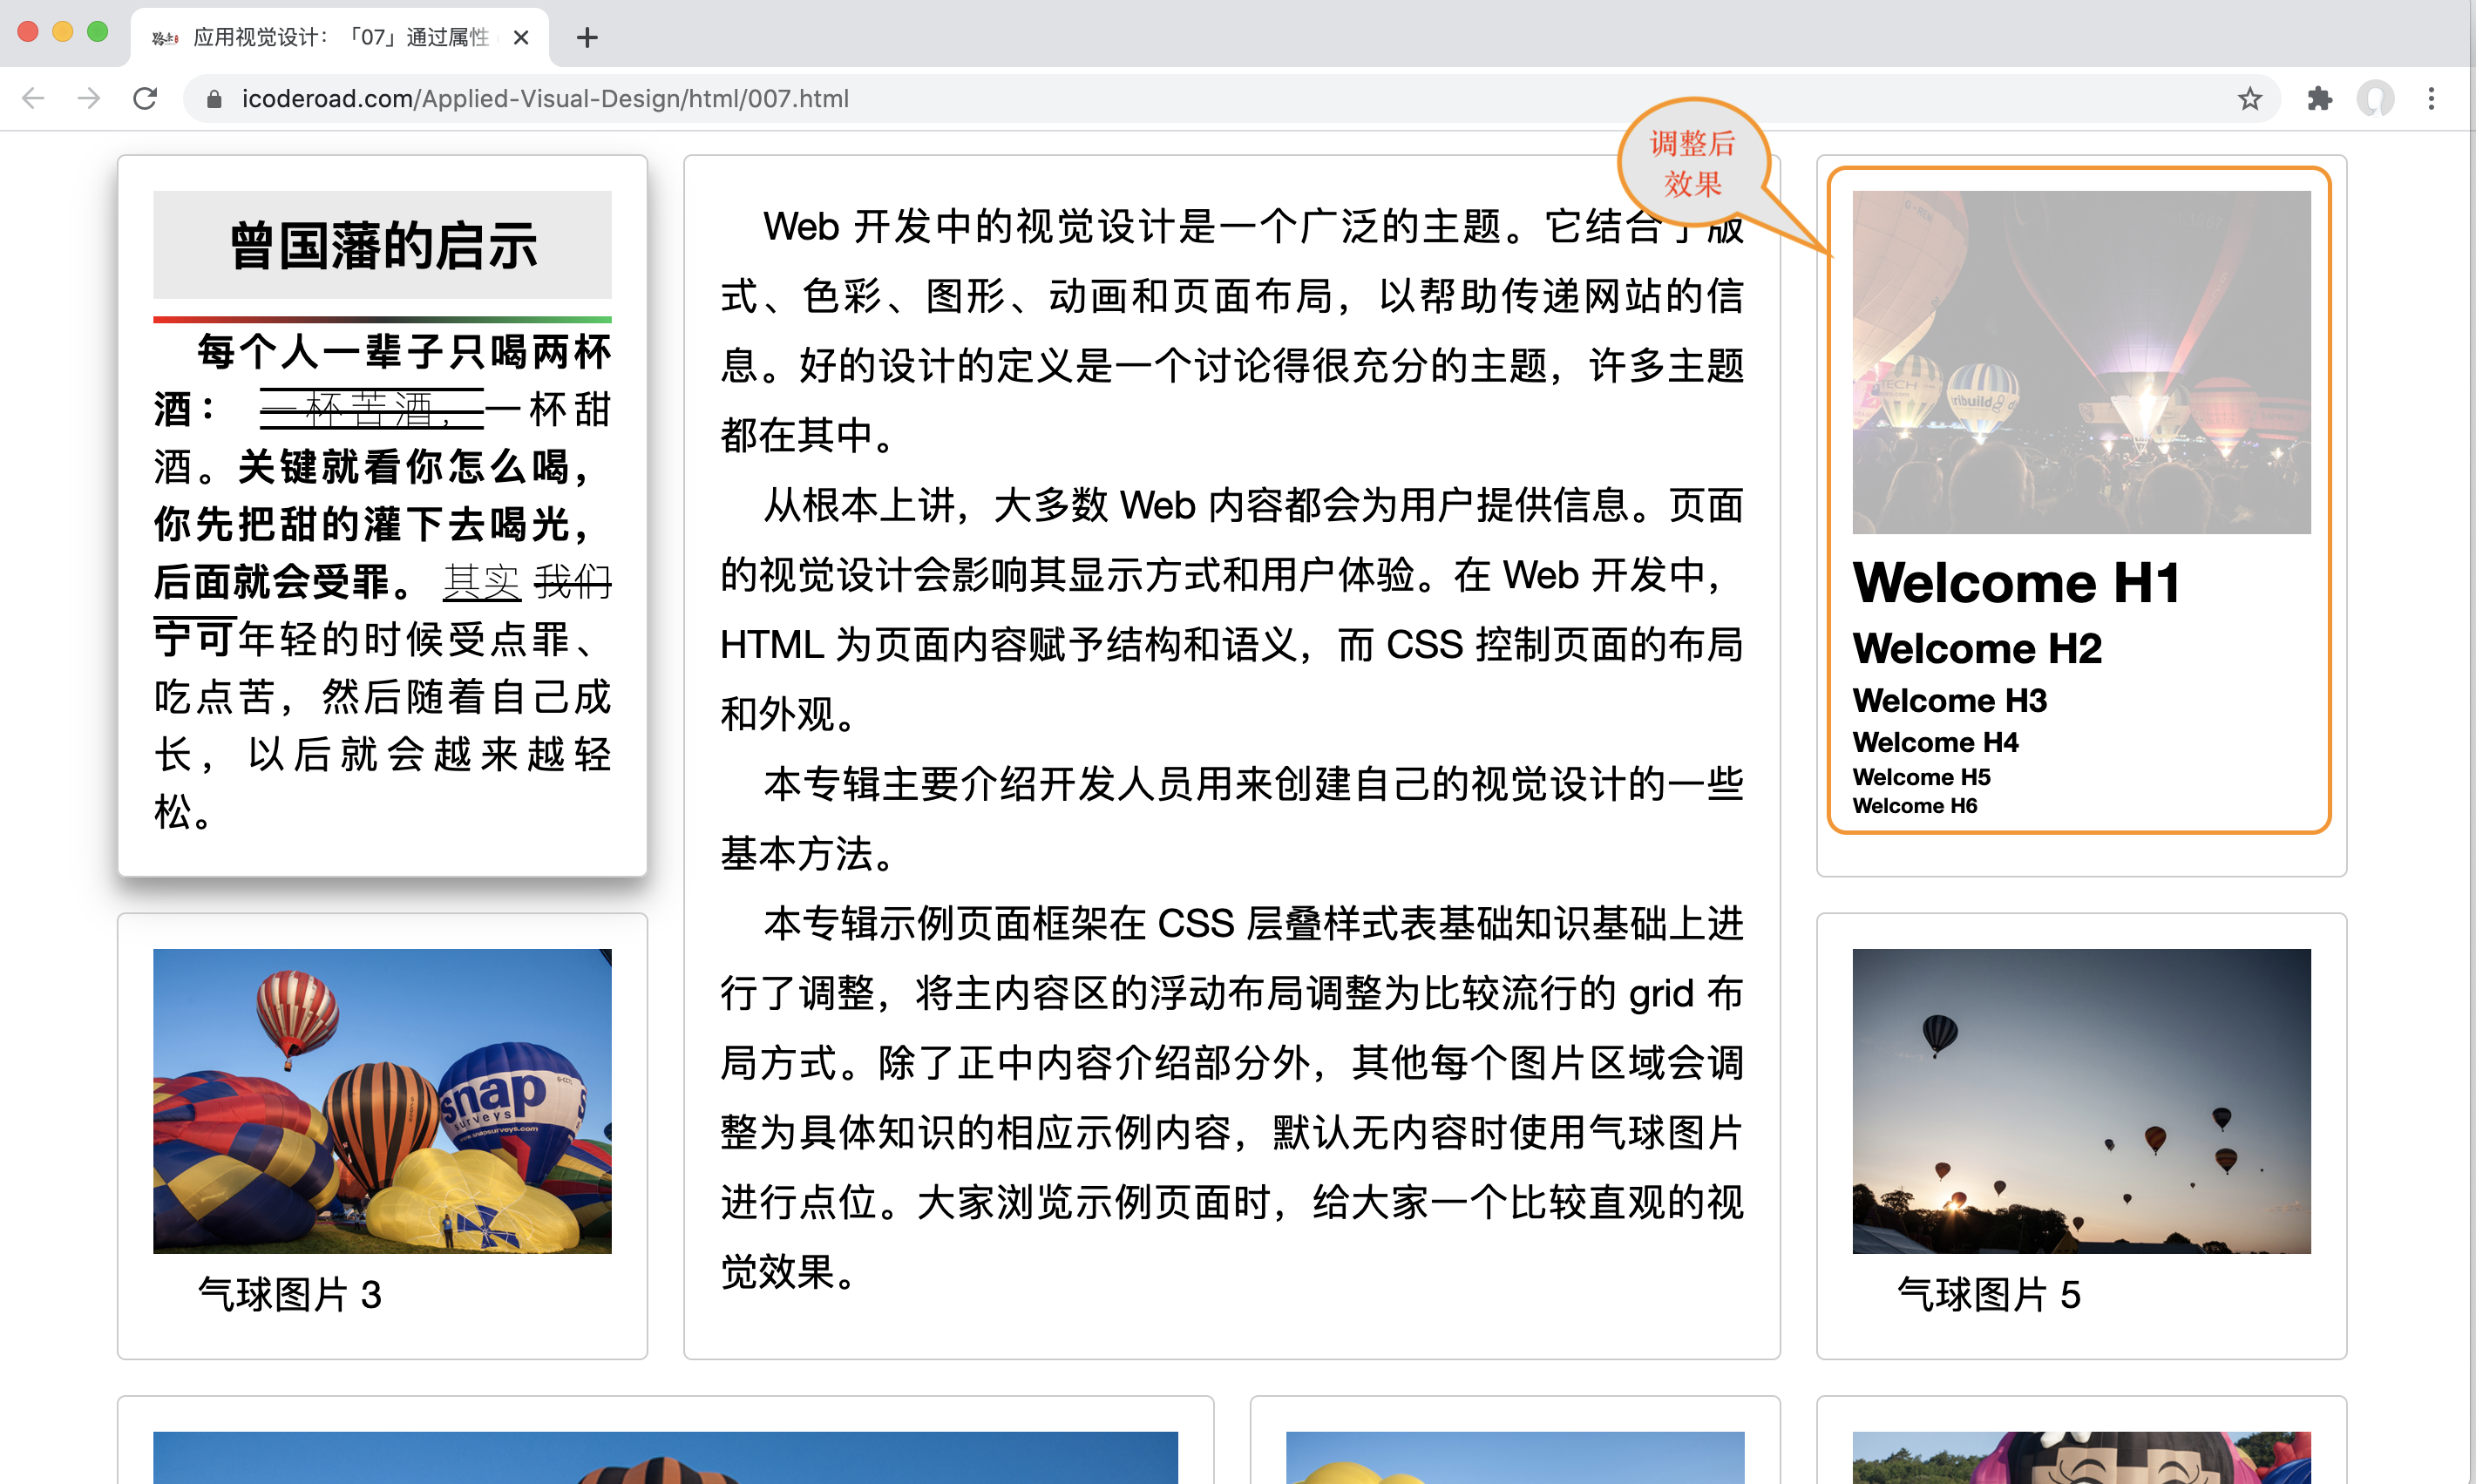 应用视觉设计：「07」通过属性
icoderoad.com/Applied-Visual-Design/html/007.html
曾国藩的启示
每个人一辈子只喝两杯
酒： 一杯苦酒，一杯甜
酒。关键就看你怎么喝，
你先把甜的灌下去喝光，
后面就会受罪。 其实 我们
宁可年轻的时候受点罪、
吃点苦，然后随着自己成
长，以后就会越来越轻
松。
Web 开发中的视觉设计是一个广泛的主题。它结合了版
式、色彩、图形、动画和页面布局，以帮助传递网站的信
息。好的设计的定义是一个讨论得很充分的主题，许多主题
都在其中。
从根本上讲，大多数 Web 内容都会为用户提供信息。页面
的视觉设计会影响其显示方式和用户体验。在 Web 开发中，
HTML 为页面内容赋予结构和语义，而 CSS 控制页面的布局
和外观。
本专辑主要介绍开发人员用来创建自己的视觉设计的一些
基本方法。
本专辑示例页面框架在 CSS 层叠样式表基础知识基础上进
行了调整，将主内容区的浮动布局调整为比较流行的 grid 布
局方式。除了正中内容介绍部分外，其他每个图片区域会调
整为具体知识的相应示例内容，默认无内容时使用气球图片
进行点位。大家浏览示例页面时，给大家一个比较直观的视
觉效果。
调整后
效果
TECH
ribuild
Welcome H1
Welcome H2
Welcome H3
Welcome H4
Welcome H5
Welcome H6
snap
surveys
气球图片 3
气球图片 5